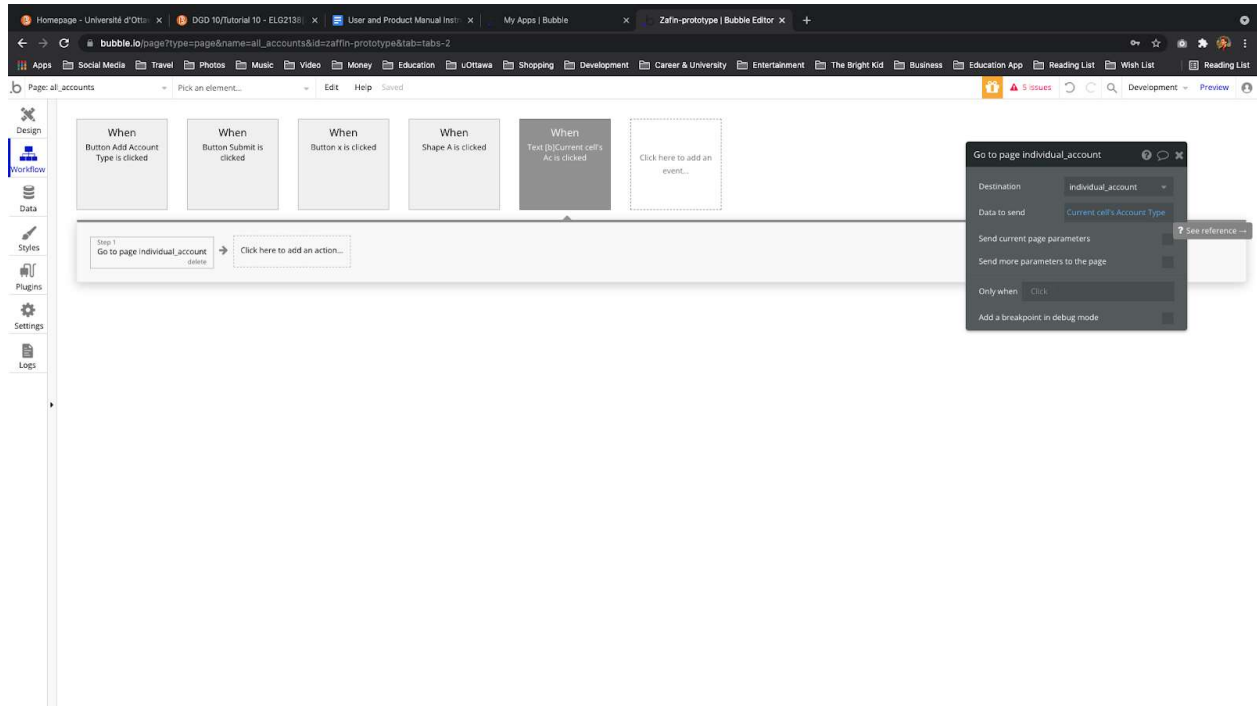 Homepage - Université d'Otta
DGD 10/Tutorial 10 - ELG2138
User and Product Manual Instr
My Apps | Bubble
Zafin-prototype | Bubble Editor
bubble.io/page?type=page&name=all_accounts&id=zaffin-prototype&tab=tabs-2
Apps Social Media Travel Photos Music Video Money Education uOttawa Shopping Development Career & University Entertainment The Bright Kid Business Education App Reading List Wish List Reading List
Page: all_accounts Pick an element... Edit Help Saved 5 issues Development Preview
Design
Workflow
Data
Styles
Plugins
Settings
Logs
When
Button Add Account
Type is clicked
When
Button Submit is
clicked
When
Button x is clicked
When
Shape A is clicked
When
Text [b]Current cell's
Ac is clicked
Click here to add an
event...
Step 1
Go to page individual_account
delete
Click here to add an action...
Go to page individual_account
Destination individual_account
Data to send Current cell's Account Type
? See reference →
Send current page parameters
Send more parameters to the page
Only when Click
Add a breakpoint in debug mode